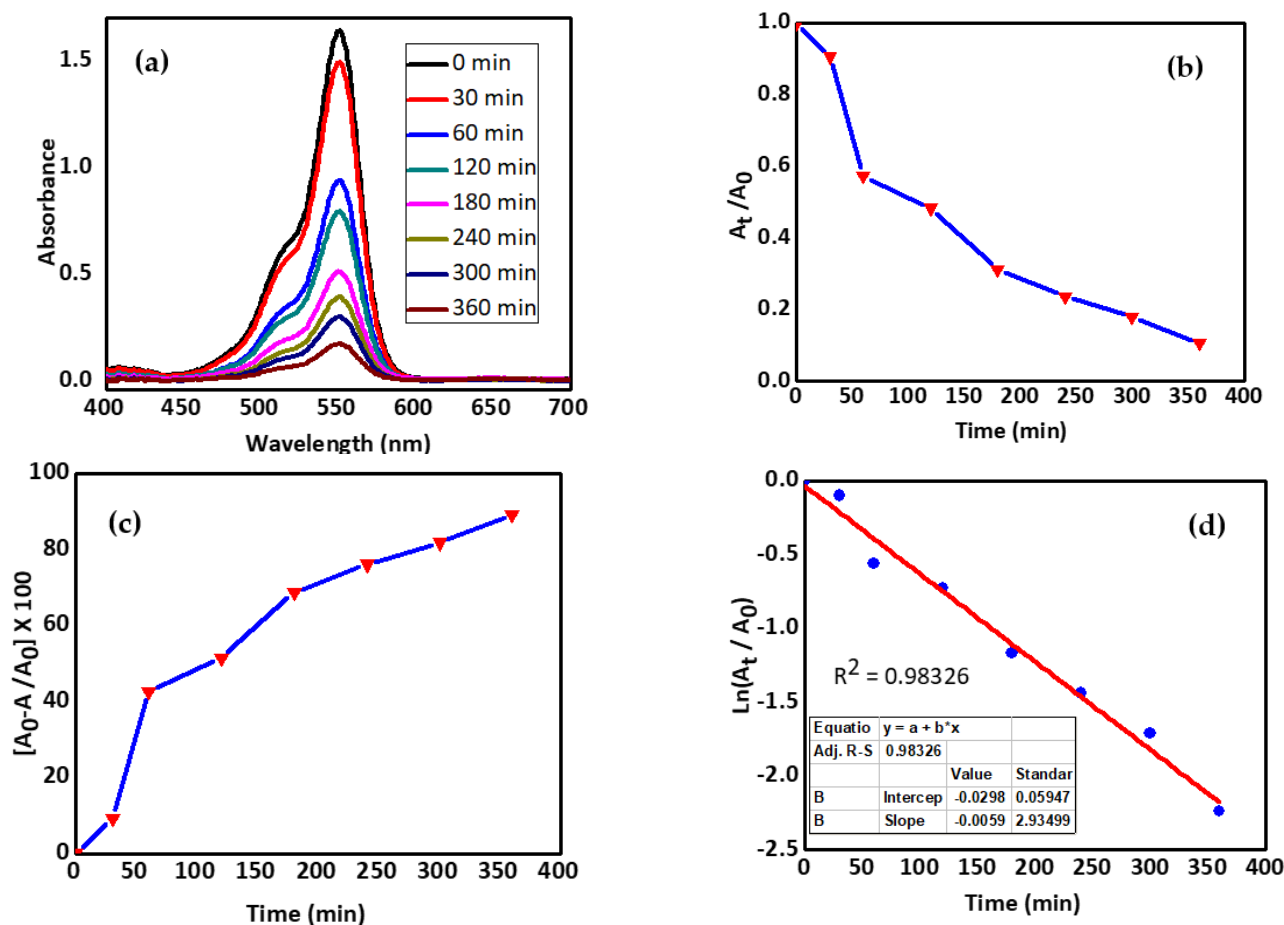 (a)
0 min
30 min
60 min
120 min
180 min
240 min
300 min
360 min
Absorbance
1.5
1.0
0.5
0.0
400 450 500 550 600 650 700
Wavelength (nm)
(b)
At /A0
1.0
0.8
0.6
0.4
0.2
0.0
0 50 100 150 200 250 300 350 400
Time (min)
(c)
[A0-A /A0] X 100
100
80
60
40
20
0
0 50 100 150 200 250 300 350 400
Time (min)
(d)
Ln(At / A0)
0.0
-0.5
-1.0
-1.5
-2.0
-2.5
R2 = 0.98326
Equatio y = a + b*x
Adj. R-S 0.98326
Value Standar
B Intercep -0.0298 0.05947
B Slope -0.0059 2.93499
0 50 100 150 200 250 300 350 400
Time (min)